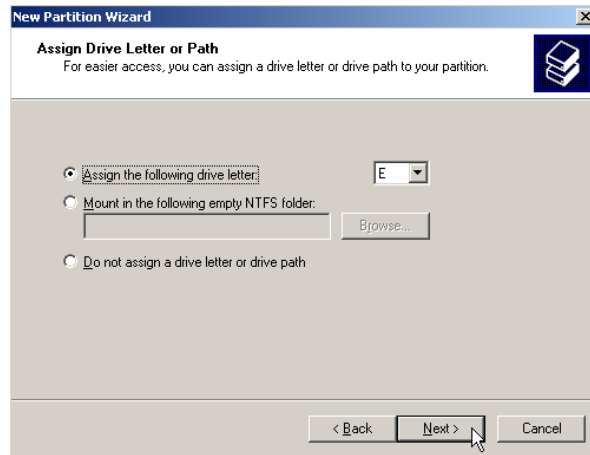 New Partition Wizard
Assign Drive Letter or Path
For easier access, you can assign a drive letter or drive path to your partition.
Assign the following drive letter:
E
Mount in the following empty NTFS folder:
Browse...
Do not assign a drive letter or drive path
< Back
Next >
Cancel